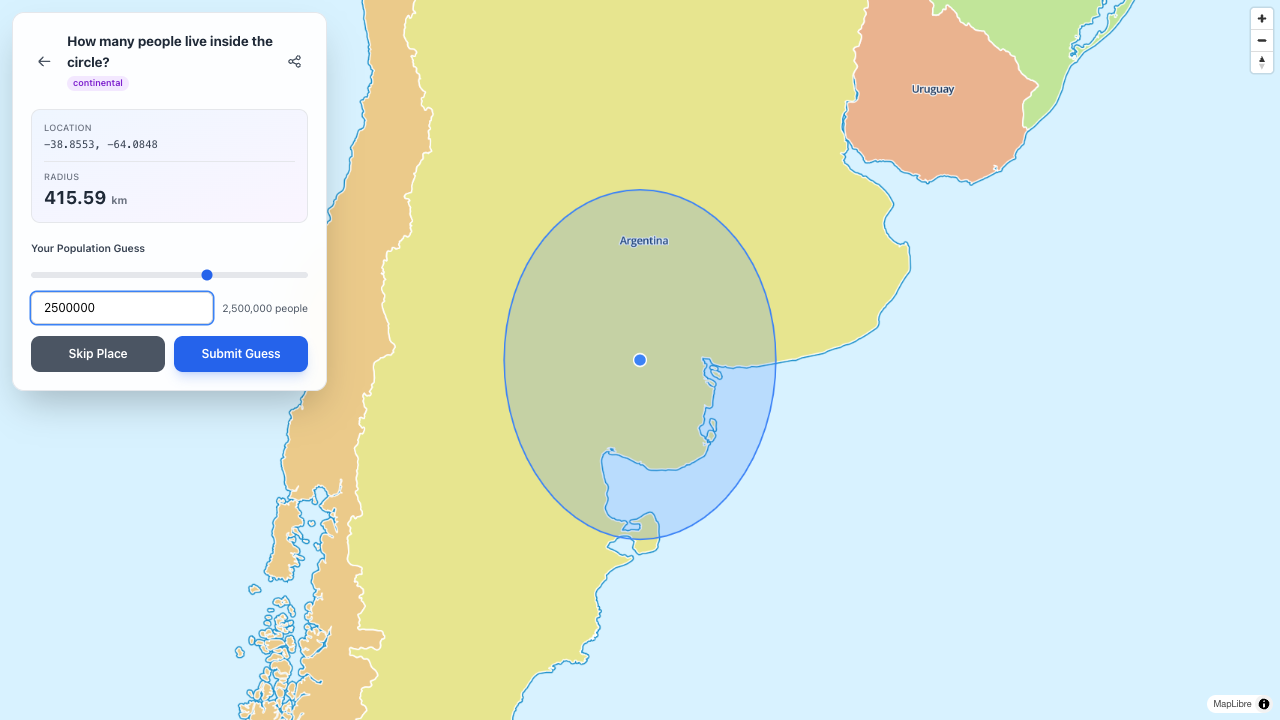 How many people live inside the
circle?
continental
LOCATION
-38.8553, -64.0848
RADIUS
415.59 km
Your Population Guess
2500000
2,500,000 people
Skip Place
Submit Guess
Uruguay
Argentina
MapLibre